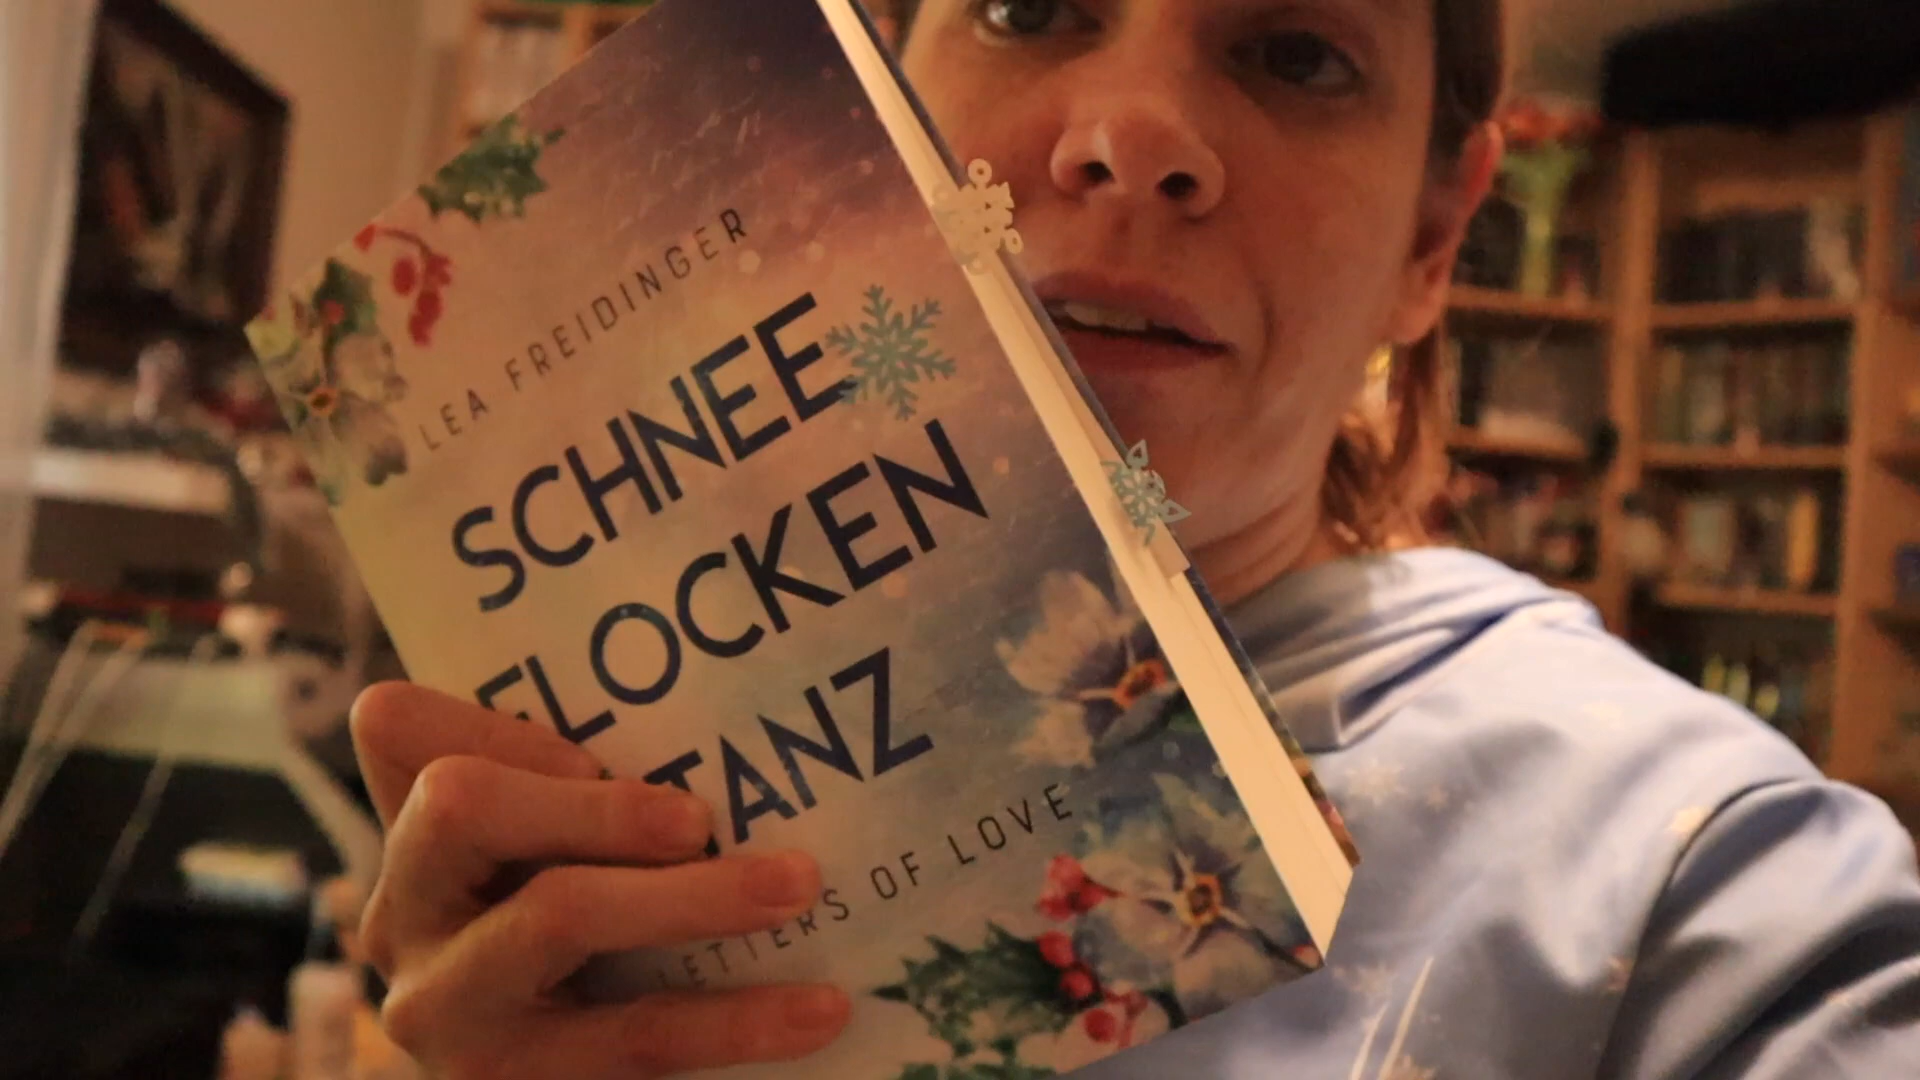 LEA FREIDINGER
SCHNEE
FLOCKEN
TANZ
LETTERS OF LOVE